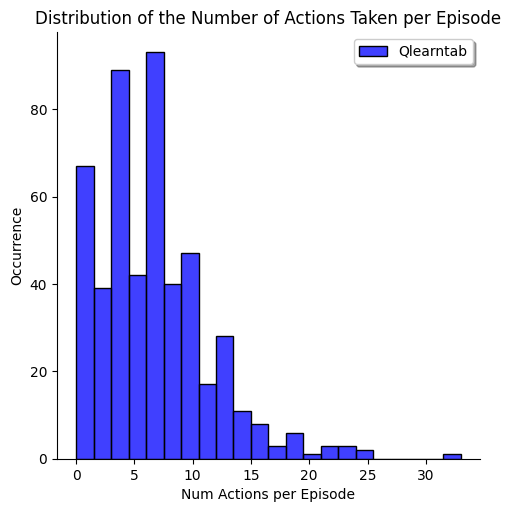 Distribution of the Number of Actions Taken per Episode
Qlearntab
80
60
40
20
0
Occurrence
0 5 10 15 20 25 30
Num Actions per Episode